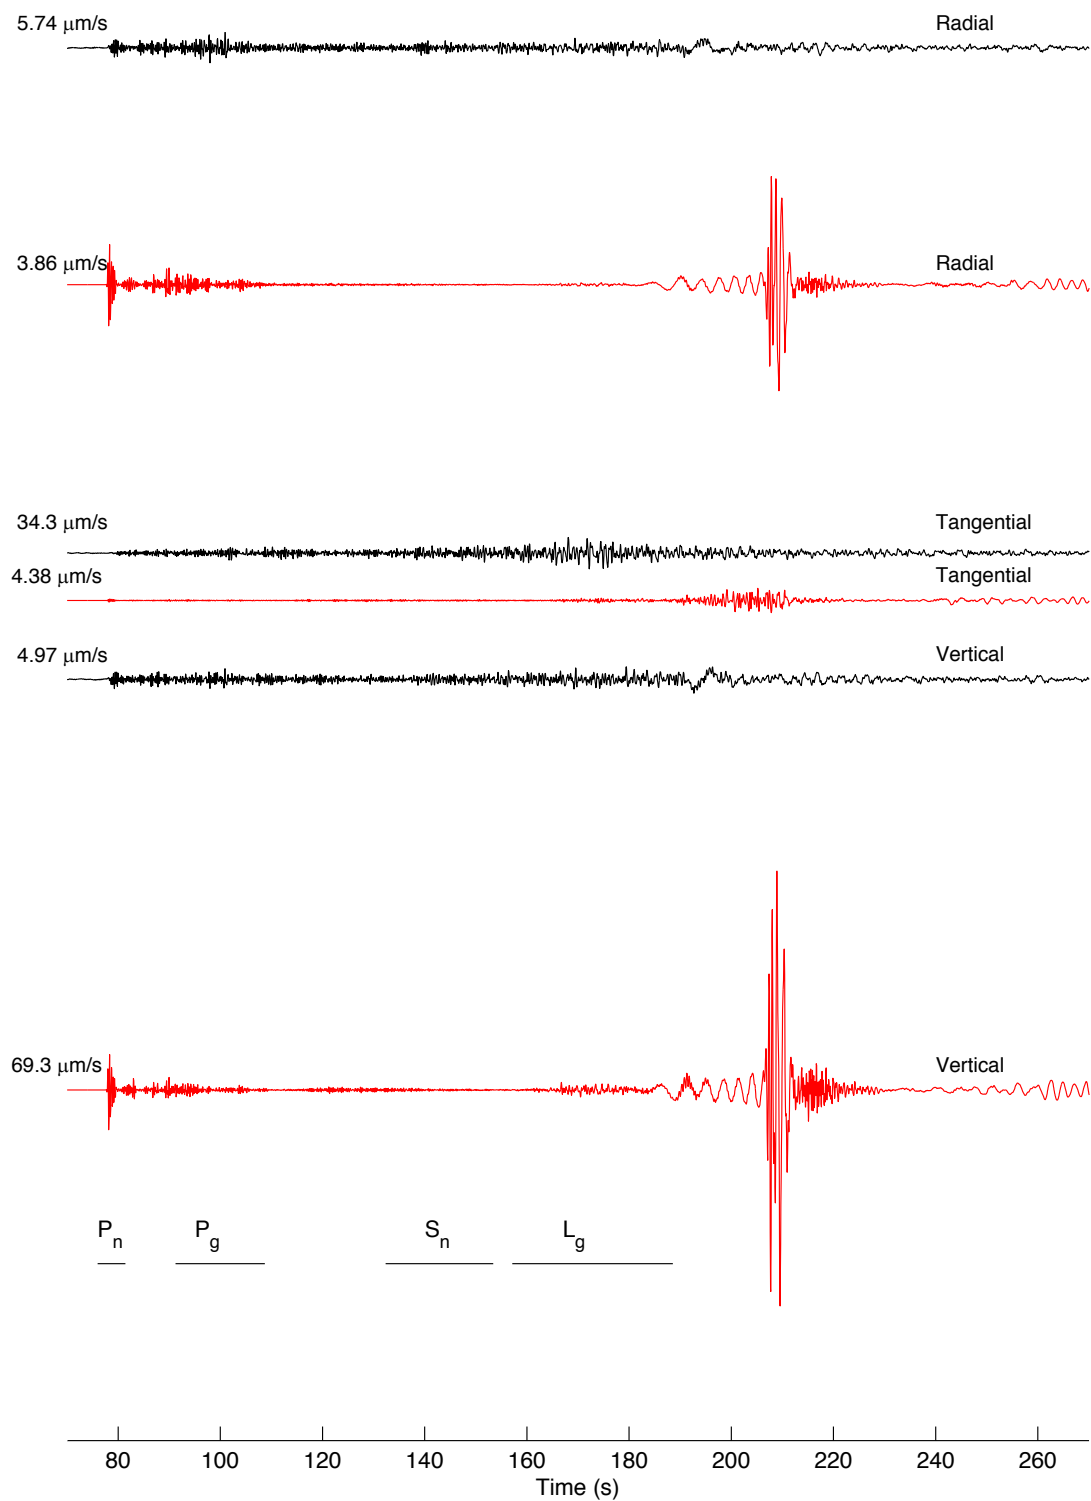 5.74 μm/s Radial
3.86 μm/s Radial
34.3 μm/s Tangential
4.38 μm/s Tangential
4.97 μm/s Vertical
69.3 μm/s Vertical
Pn Pg Sn Lg
80 100 120 140 160 180 200 220 240 260
Time (s)